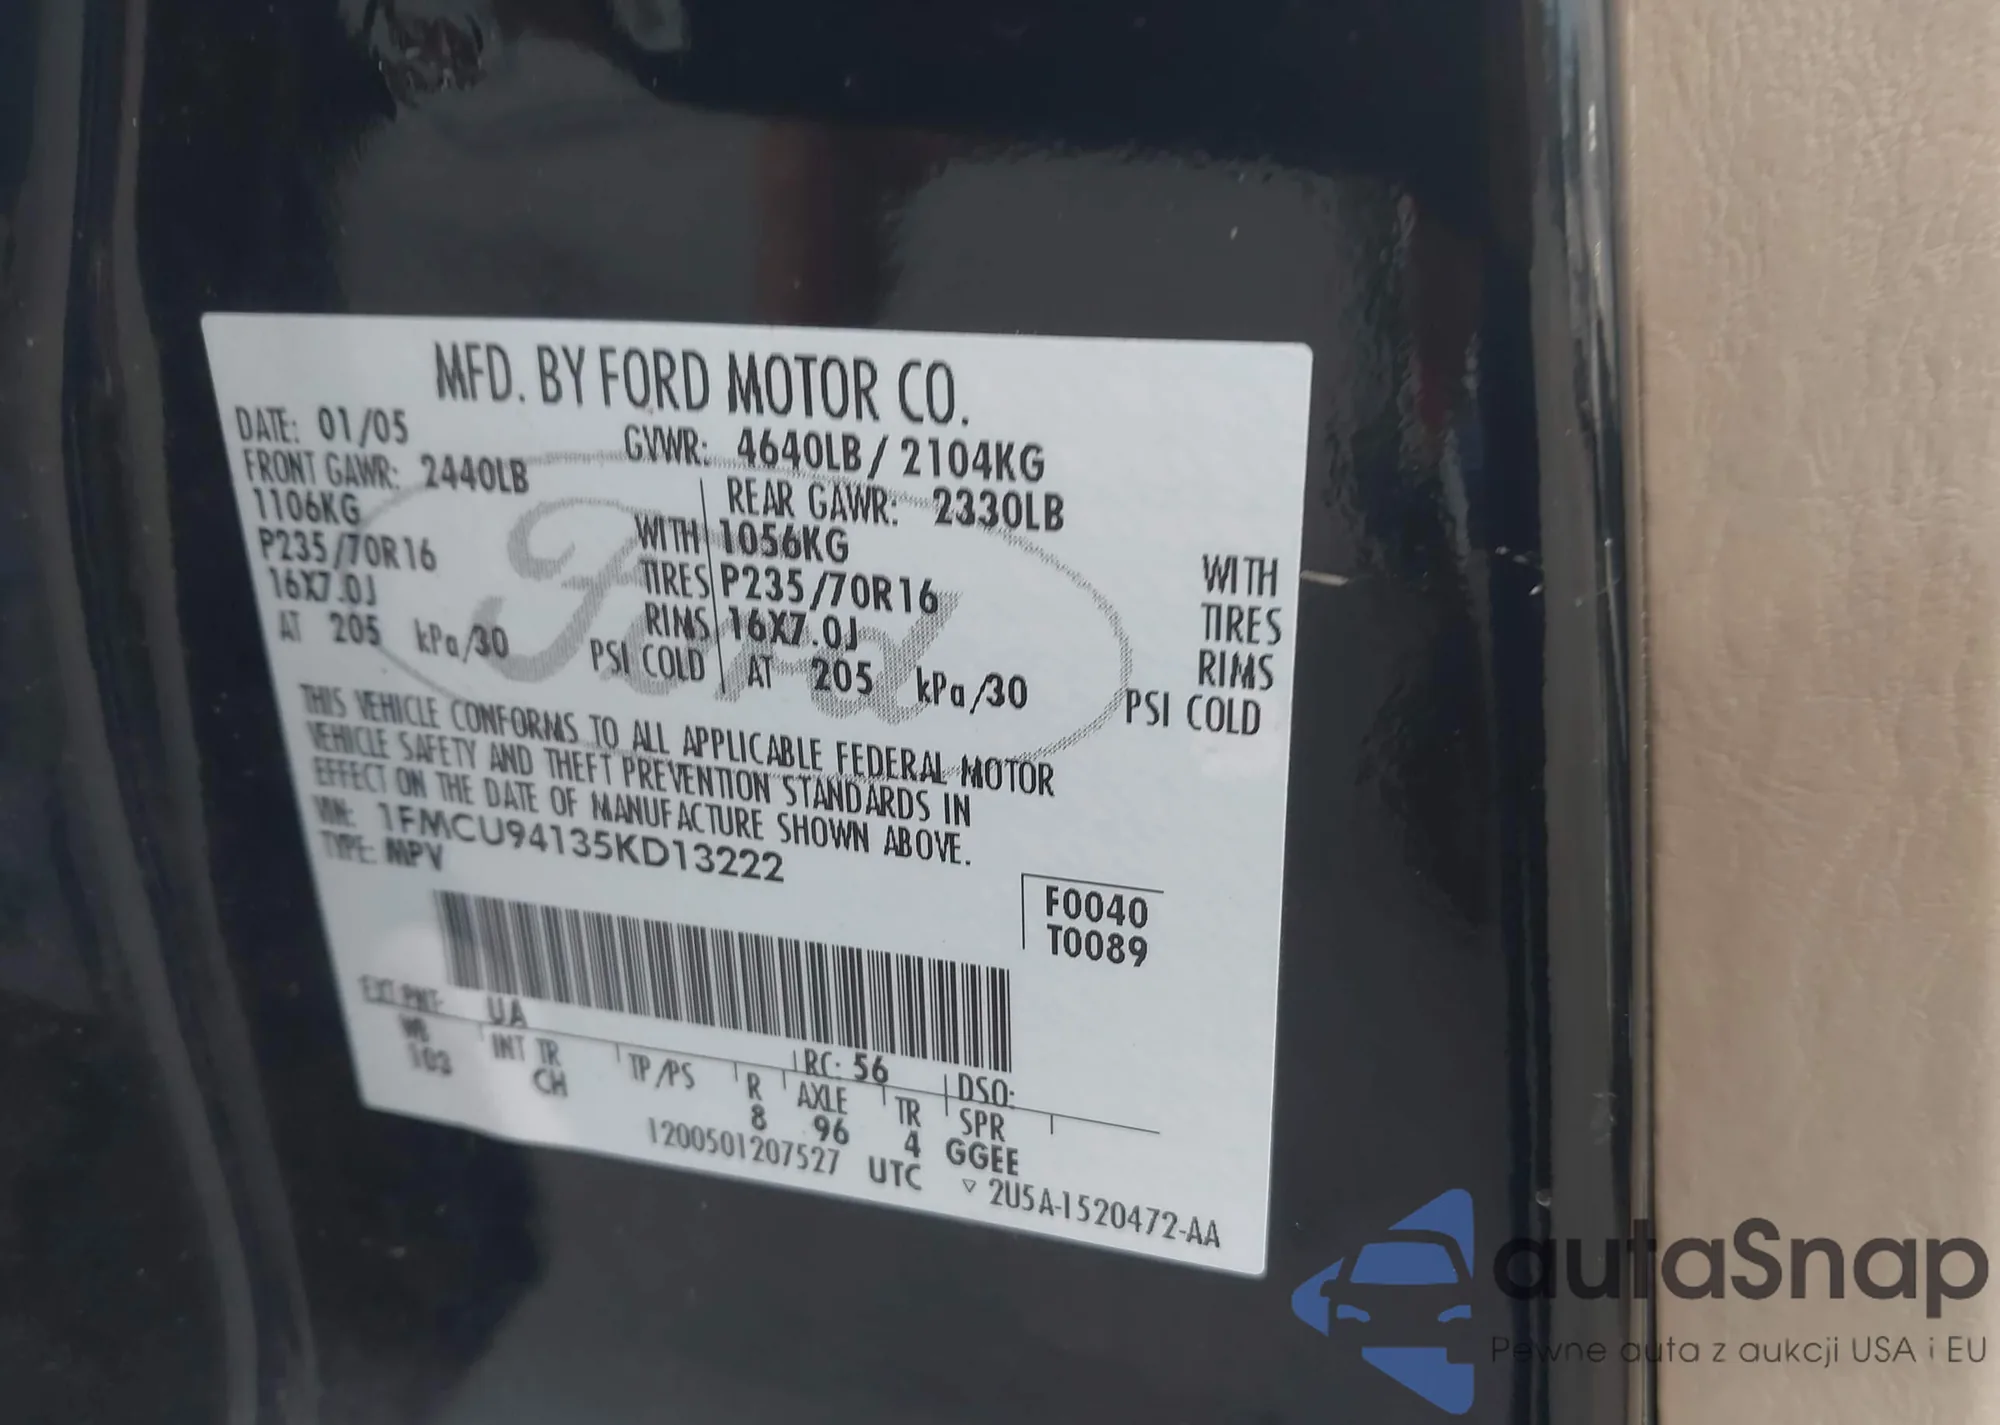 MFD. BY FORD MOTOR CO.
DATE: 01/05 GVWR: 4640LB / 2104KG
FRONT GAWR: 2440LB REAR GAWR: 2330LB
1106KG WITH 1056KG WITH
P235/70R16 TIRES P235/70R16 TIRES
16X7.0J RIMS 16X7.0J RIMS
AT 205 kPa/30 PSI COLD AT 205 kPa/30 PSI COLD
Ford
THIS VEHICLE CONFORMS TO ALL APPLICABLE FEDERAL MOTOR
VEHICLE SAFETY AND THEFT PREVENTION STANDARDS IN
EFFECT ON THE DATE OF MANUFACTURE SHOWN ABOVE.
VIN: 1FMCU94135KD13222
TYPE: MPV
F0040
T0089
EXT PNT: UA RC: 56 DSO:
WB INT TR TP/PS R AXLE TR SPR
103 CH 8 96 4 GGEE
1200501207527 UTC ▽ 2U5A-1520472-AA
autaSnap
Pewne auta z aukcji USA i EU